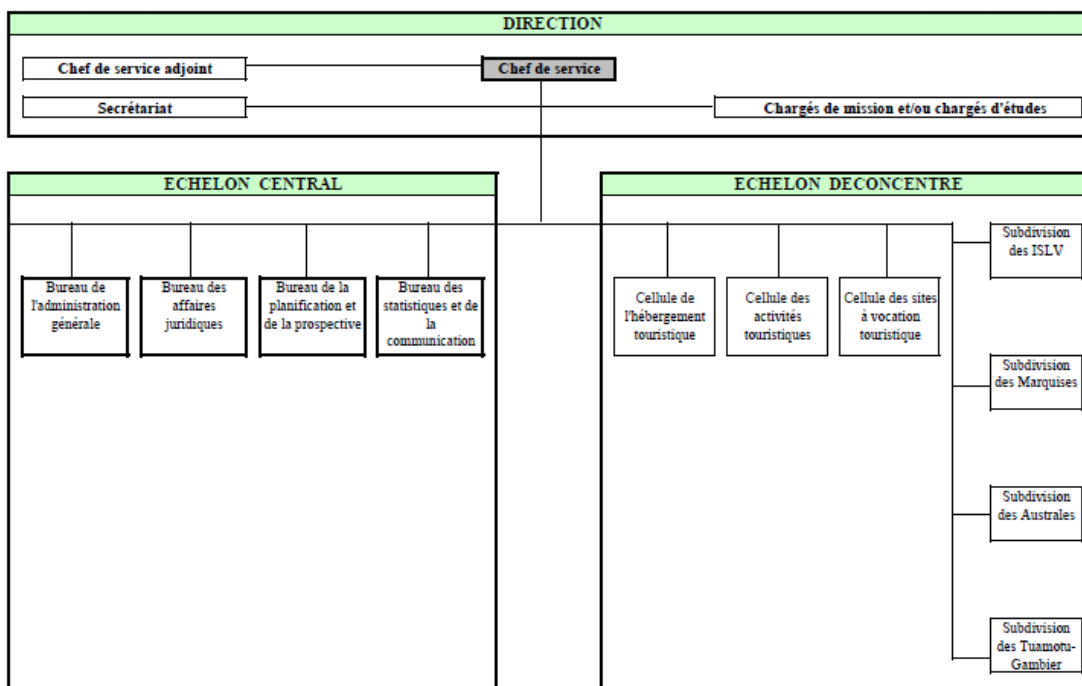 DIRECTION
Chef de service adjoint
Chef de service
Secrétariat
Chargés de mission et/ou chargés d'études
ECHELON CENTRAL
Bureau de
l'administration
générale
Bureau des
affaires
juridiques
Bureau de la
planification et
de la prospective
Bureau des
statistiques et de
la
communication
ECHELON DECONCENTRE
Cellule de
l'hébergement
touristique
Cellule des
activités
touristiques
Cellule des sites
à vocation
touristique
Subdivision
des ISLV
Subdivision
des Marquises
Subdivision
des Australes
Subdivision
des Tuamotu-
Gambier